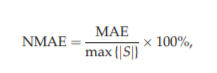 NMAE = MAE / max{|S|} × 100%,